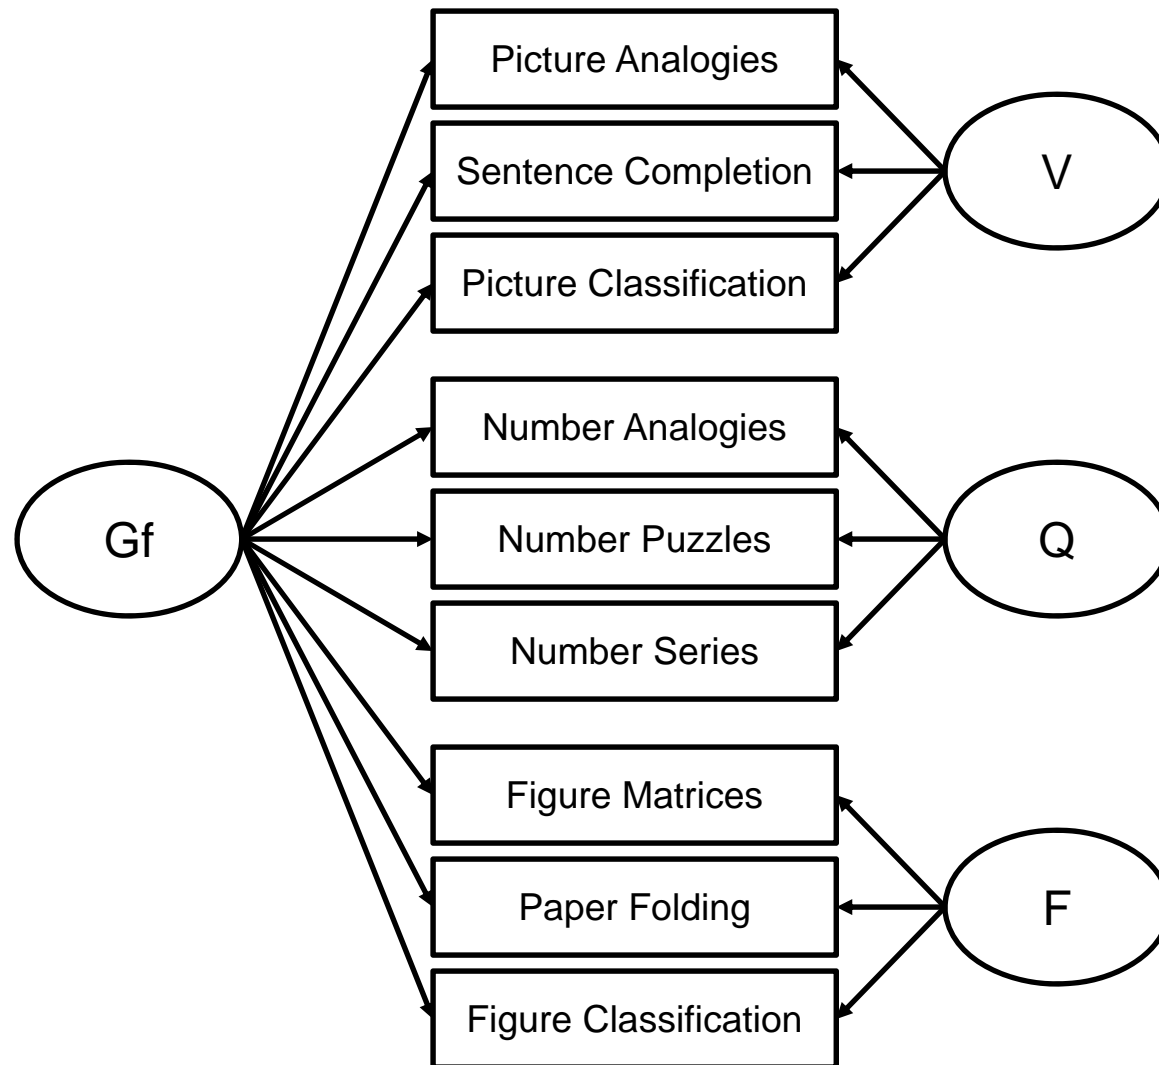 Picture Analogies
Sentence Completion
V
Picture Classification
Number Analogies
Gf
Number Puzzles
Q
Number Series
Figure Matrices
Paper Folding
F
Figure Classification